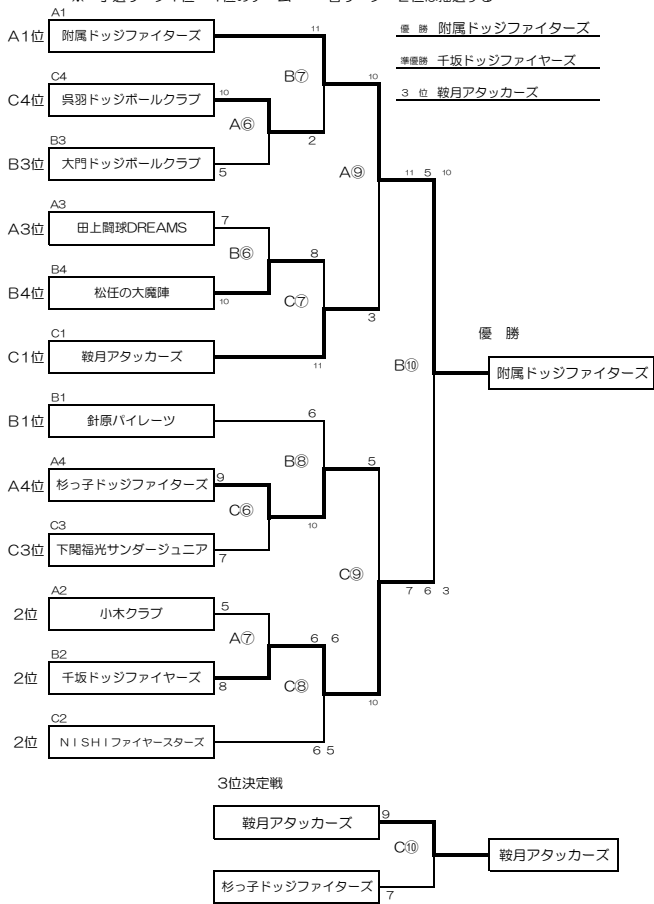 A1
A1位 附属ドッジファイターズ 11
優 勝 附属ドッジファイターズ
準優勝 千坂ドッジファイヤーズ
3 位 鞍月アタッカーズ
B⑦ 10
C4
C4位 呉羽ドッジボールクラブ 10
A⑥ 2
B3
B3位 大門ドッジボールクラブ 5
A⑨ 11 5 10
A3
A3位 田上闘球DREAMS 7
B⑥ 8
B4
B4位 松任の大魔陣 10
C⑦ 3
C1
C1位 鞍月アタッカーズ 11
優 勝
B⑩ 附属ドッジファイターズ
B1
B1位 針原パイレーツ 6
B⑧ 5
A4
A4位 杉っ子ドッジファイターズ 9
C⑥ 10
C3
C3位 下関福光サンダージュニア 7
C⑨ 7 6 3
A2
2位 小木クラブ 5
A⑦ 6 6
B2
2位 千坂ドッジファイヤーズ 8
C⑧ 10
C2
2位 NISHIファイヤースターズ 6 5
3位決定戦
鞍月アタッカーズ 9
C⑩ 鞍月アタッカーズ
杉っ子ドッジファイターズ 7